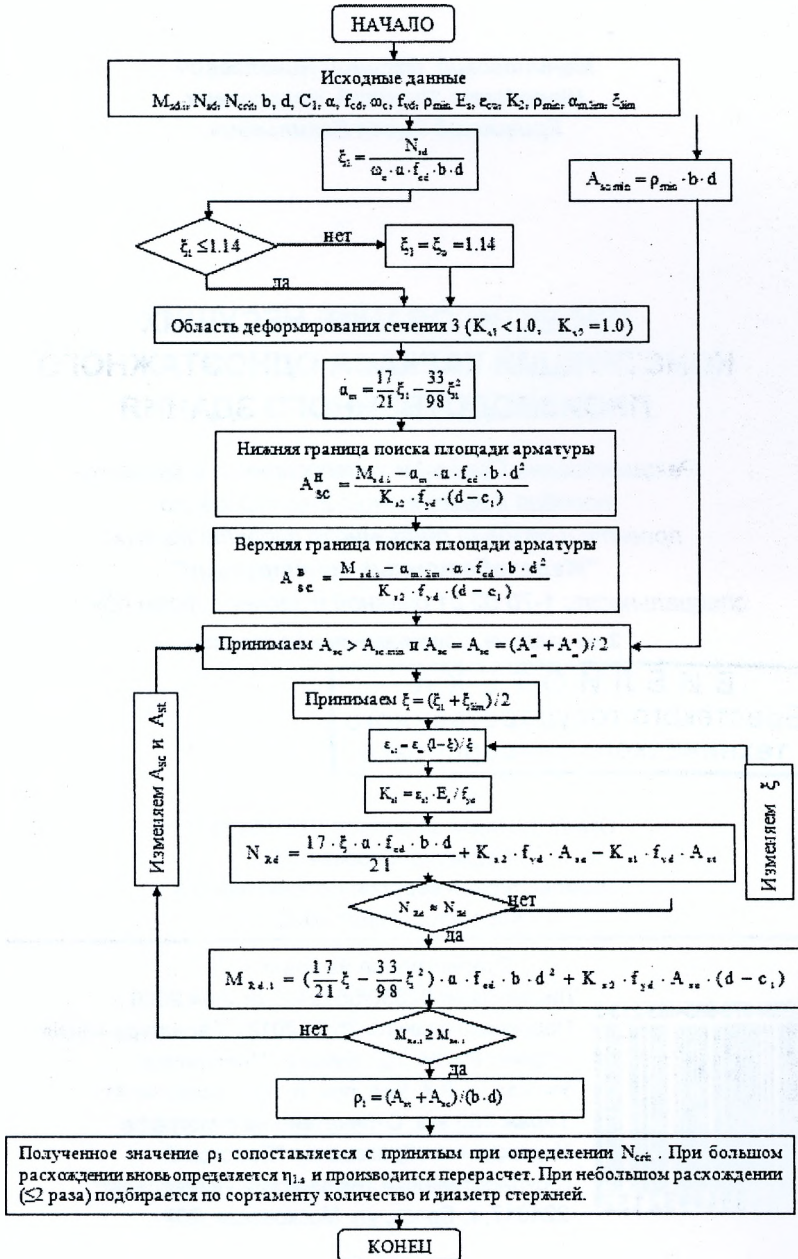 НАЧАЛО
Исходные данные
M_sd.1, N_sd, N_crit, b, d, C_1, α, f_cd, ω_c, f_yd, ρ_min, E_s, ε_cu, K_2, ρ_min, α_m.lim, ξ_lim
ξ_1 = N_sd / (ω_c · α · f_cd · b · d)
A_sc.min = ρ_min · b · d
ξ_1 ≤ 1.14
нет
ξ_1 = ξ_0 = 1.14
да
Область деформирования сечения 3 (K_s1 < 1.0, K_s2 = 1.0)
α_m = 17/21 ξ_1 − 33/98 ξ_1²
Нижняя граница поиска площади арматуры
A^н_sc = (M_sd.1 − α_m · α · f_cd · b · d²) / (K_s2 · f_yd · (d − c_1))
Верхняя граница поиска площади арматуры
A^в_sc = (M_sd.1 − α_m.lim · α · f_cd · b · d²) / (K_s2 · f_yd · (d − c_1))
Принимаем A_sc > A_sc.min и A_sc = A_sc = (A + A)/2
Принимаем ξ = (ξ_1 + ξ_lim)/2
ε_s1 = ε (1−ξ)/ξ
K_s1 = ε_s1 · E_s / f_yd
Изменяем A_sc и A_st
Изменяем ξ
N_Rd = (17 · ξ · α · f_cd · b · d) / 21 + K_s2 · f_yd · A_sc − K_s1 · f_yd · A_st
N ≈ N
нет
да
M_Rd.1 = (17/21 ξ − 33/98 ξ²) · α · f_cd · b · d² + K_s2 · f_yd · A_sc · (d − c_1)
нет
M ≥ M
да
ρ_1 = (A_st + A_sc)/(b · d)
Полученное значение ρ_1 сопоставляется с принятым при определении N_crit . При большом
расхождении вновь определяется η_1.s и производится перерасчет. При небольшом расхождении
(≤2 раза) подбирается по сортаменту количество и диаметр стержней.
КОНЕЦ